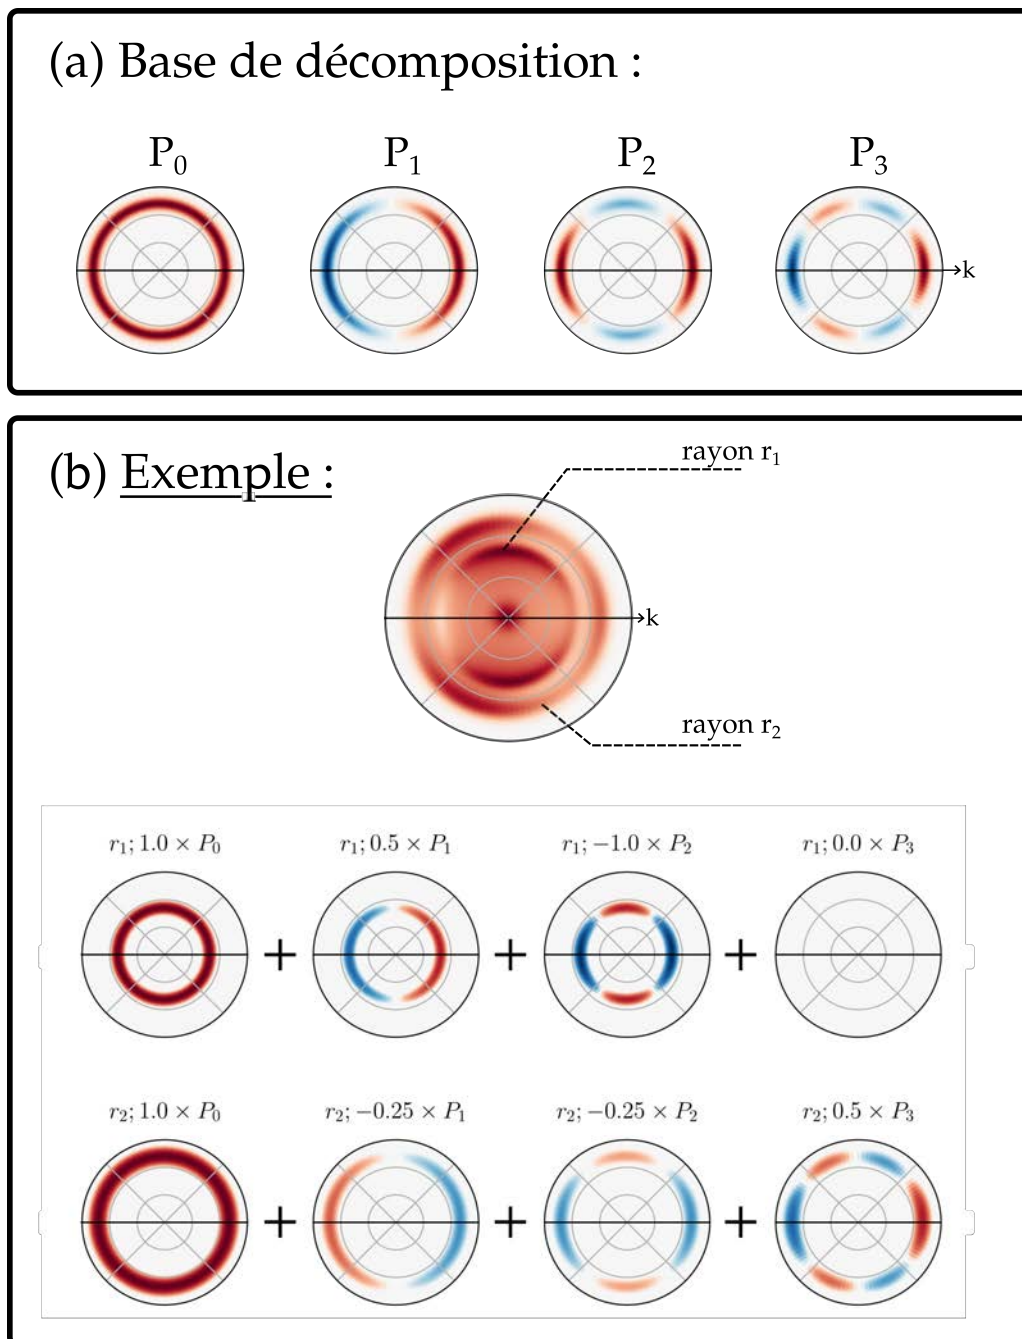 (a) Base de décomposition :
P₀ P₁ P₂ P₃
k
(b) Exemple :
rayon r₁
k
rayon r₂
r₁; 1.0 × P₀ r₁; 0.5 × P₁ r₁; −1.0 × P₂ r₁; 0.0 × P₃
+ + +
r₂; 1.0 × P₀ r₂; −0.25 × P₁ r₂; −0.25 × P₂ r₂; 0.5 × P₃
+ + +